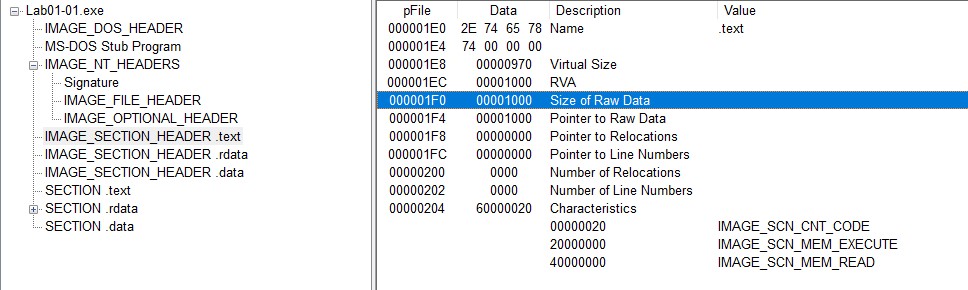 Lab01-01.exe
IMAGE_DOS_HEADER
MS-DOS Stub Program
IMAGE_NT_HEADERS
Signature
IMAGE_FILE_HEADER
IMAGE_OPTIONAL_HEADER
IMAGE_SECTION_HEADER .text
IMAGE_SECTION_HEADER .rdata
IMAGE_SECTION_HEADER .data
SECTION .text
SECTION .rdata
SECTION .data
pFile Data Description Value
000001E0 2E 74 65 78 Name .text
000001E4 74 00 00 00
000001E8 00000970 Virtual Size
000001EC 00001000 RVA
000001F0 00001000 Size of Raw Data
000001F4 00001000 Pointer to Raw Data
000001F8 00000000 Pointer to Relocations
000001FC 00000000 Pointer to Line Numbers
00000200 0000 Number of Relocations
00000202 0000 Number of Line Numbers
00000204 60000020 Characteristics
00000020 IMAGE_SCN_CNT_CODE
20000000 IMAGE_SCN_MEM_EXECUTE
40000000 IMAGE_SCN_MEM_READ